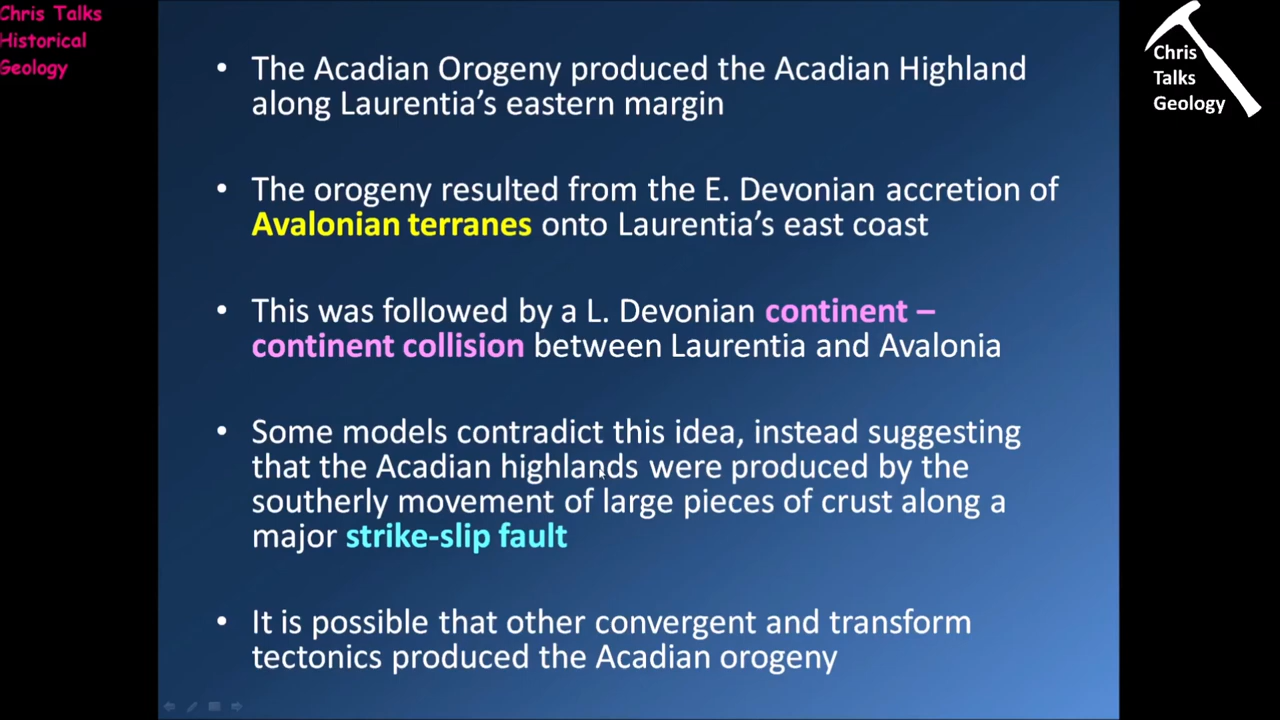 Chris Talks
Historical
Geology
Chris
Talks
Geology
• The Acadian Orogeny produced the Acadian Highland
along Laurentia's eastern margin
• The orogeny resulted from the E. Devonian accretion of
Avalonian terranes onto Laurentia's east coast
• This was followed by a L. Devonian continent –
continent collision between Laurentia and Avalonia
• Some models contradict this idea, instead suggesting
that the Acadian highlands were produced by the
southerly movement of large pieces of crust along a
major strike-slip fault
• It is possible that other convergent and transform
tectonics produced the Acadian orogeny